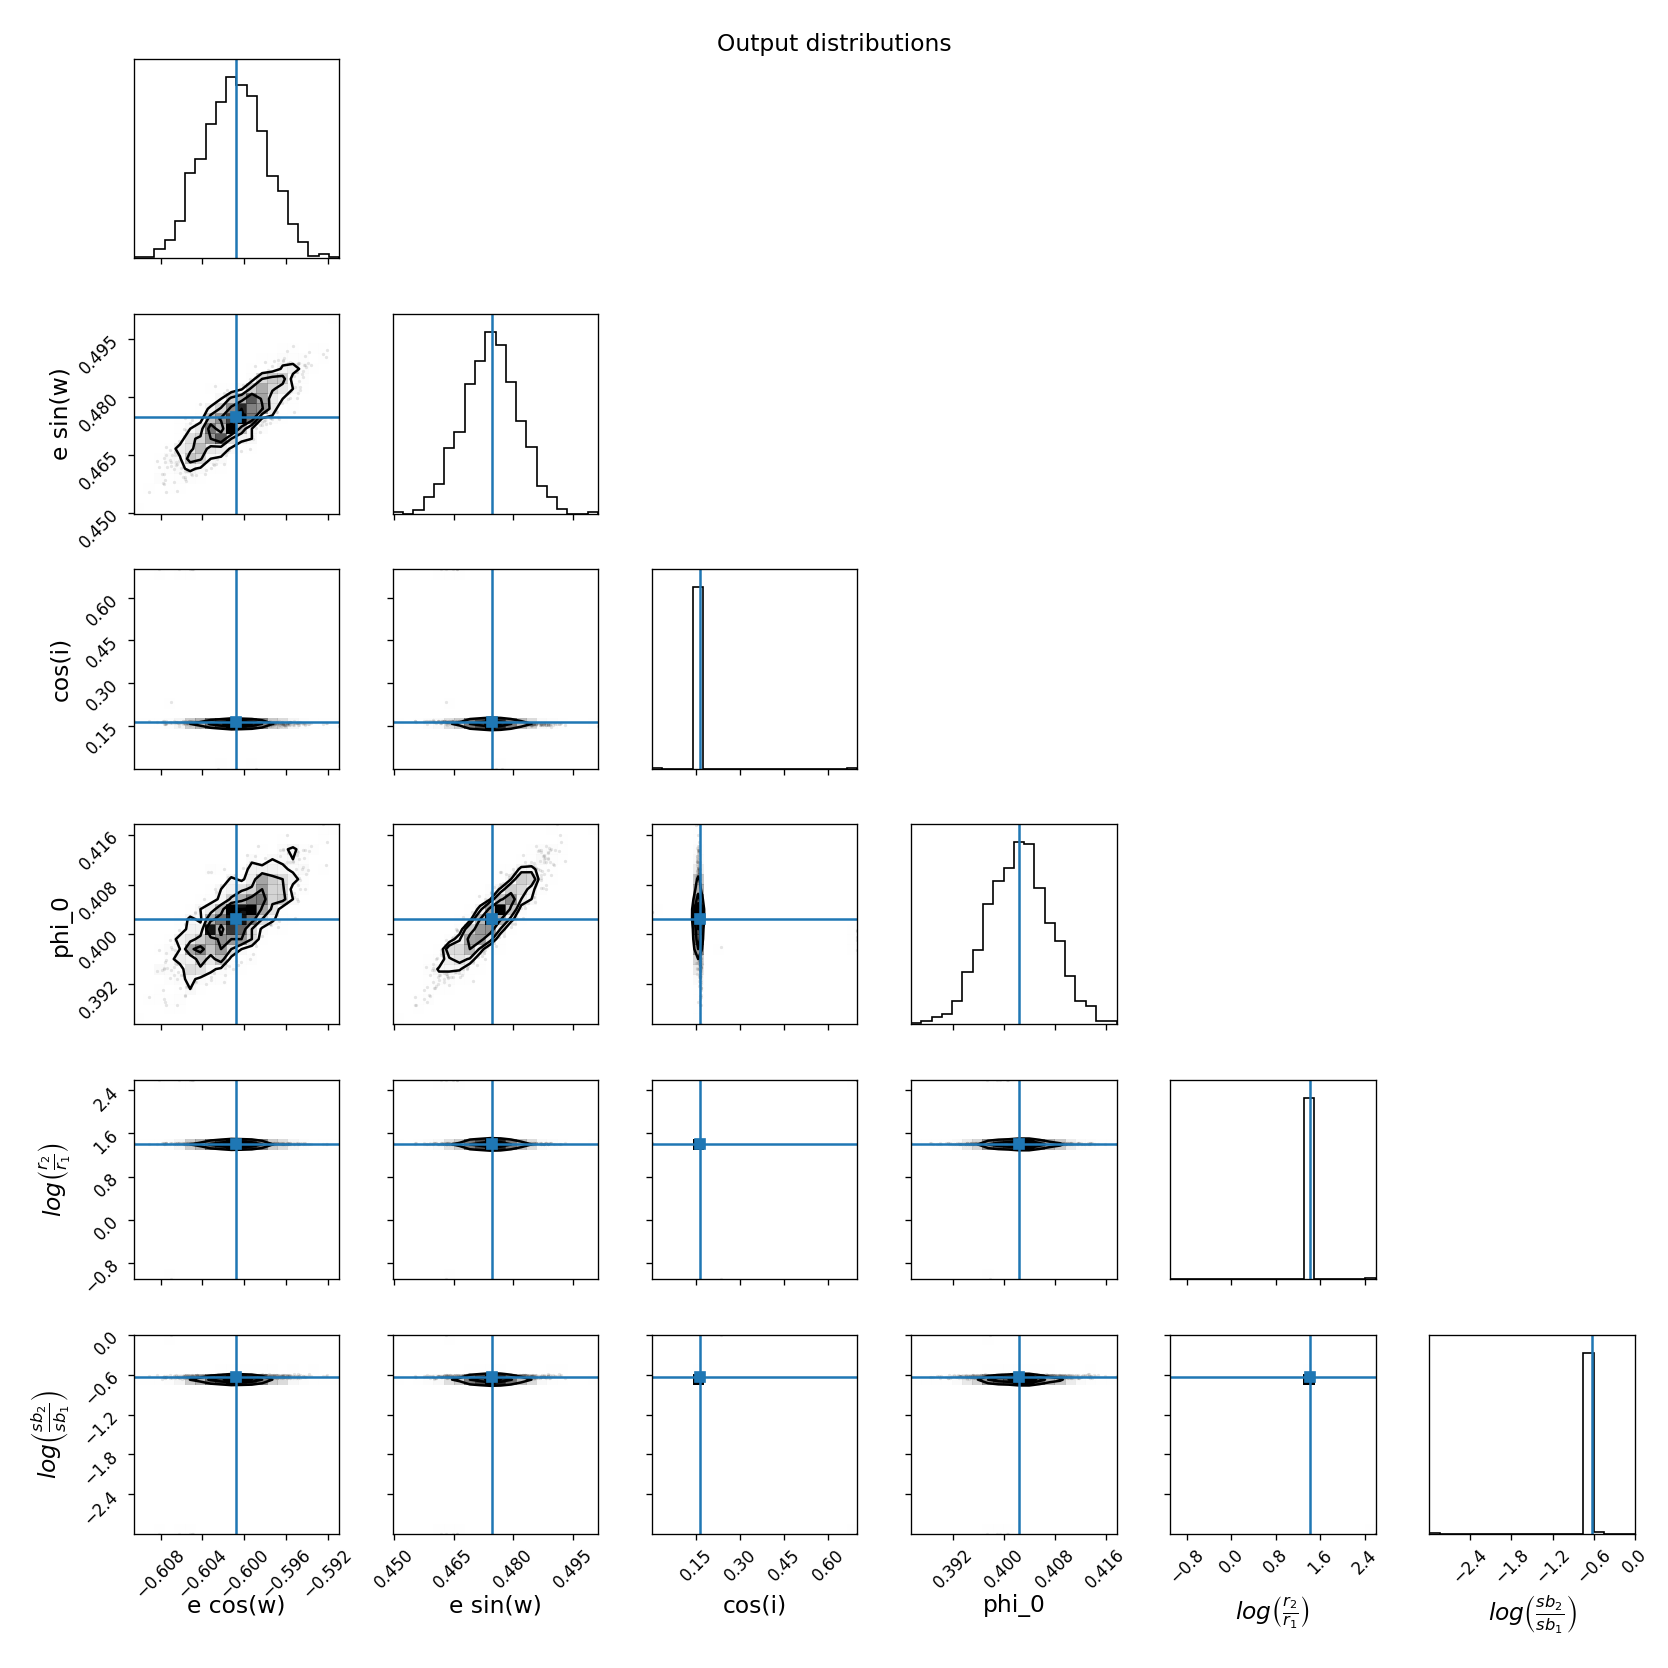 Output distributions
e sin(w)
0.495
0.480
0.465
0.450
cos(i)
0.60
0.45
0.30
0.15
phi_0
0.416
0.408
0.400
0.392
log(r₂/r₁)
2.4
1.6
0.8
0.0
−0.8
log(sb₂/sb₁)
0.0
−0.6
−1.2
−1.8
−2.4
−0.608 −0.604 −0.600 −0.596 −0.592 0.450 0.465 0.480 0.495 0.15 0.30 0.45 0.60 0.392 0.400 0.408 0.416 −0.8 0.0 0.8 1.6 2.4 −2.4 −1.8 −1.2 −0.6 0.0
e cos(w) e sin(w) cos(i) phi_0 log(r₂/r₁) log(sb₂/sb₁)